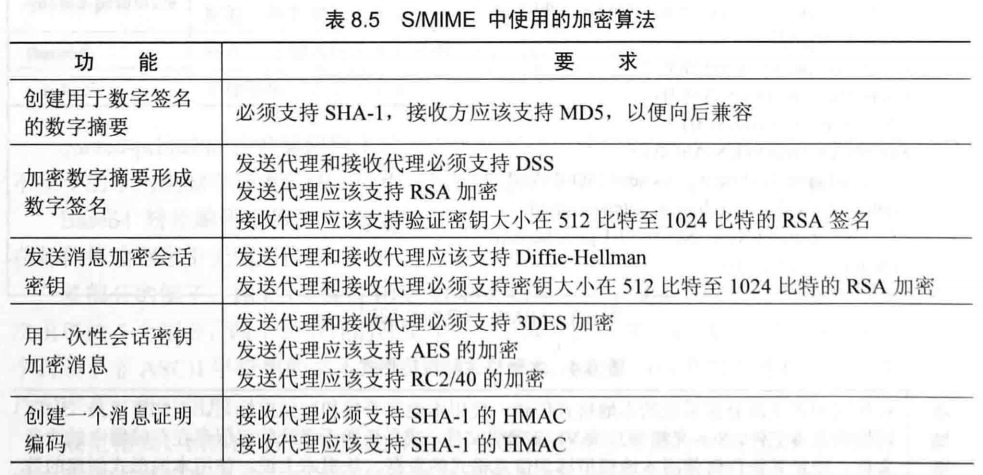 表 8.5 S/MIME 中使用的加密算法
功 能 要 求
创建用于数字签名
的数字摘要
必须支持 SHA-1，接收方应该支持 MD5，以便向后兼容
加密数字摘要形成
数字签名
发送代理和接收代理必须支持 DSS
发送代理应该支持 RSA 加密
接收代理应该支持验证密钥大小在 512 比特至 1024 比特的 RSA 签名
发送消息加密会话
密钥
发送代理和接收代理应该支持 Diffie-Hellman
发送代理和接收代理必须支持密钥大小在 512 比特至 1024 比特的 RSA 加密
用一次性会话密钥
加密消息
发送代理和接收代理必须支持 3DES 加密
发送代理应该支持 AES 的加密
发送代理应该支持 RC2/40 的加密
创建一个消息证明
编码
接收代理必须支持 SHA-1 的 HMAC
接收代理应该支持 SHA-1 的 HMAC